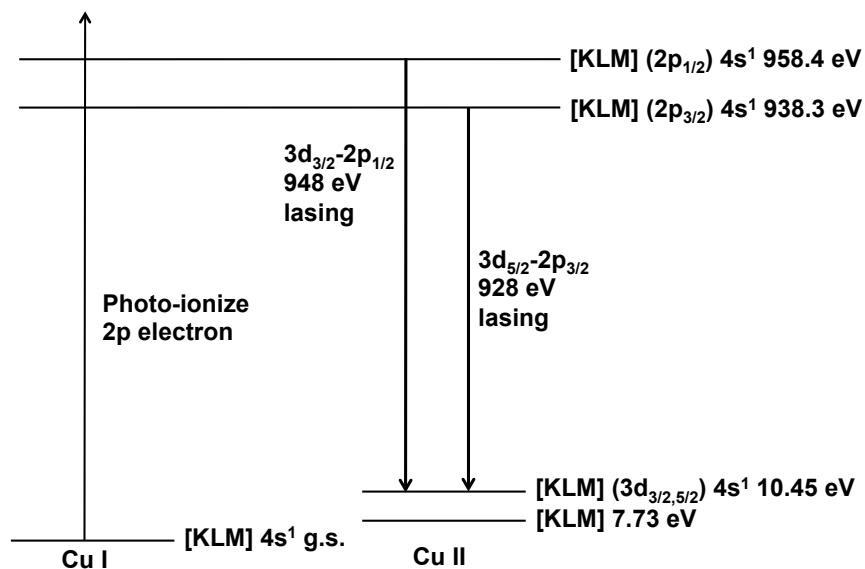 [KLM] (2p1/2) 4s¹ 958.4 eV
[KLM] (2p3/2) 4s¹ 938.3 eV
3d3/2-2p1/2
948 eV
lasing
3d5/2-2p3/2
928 eV
lasing
Photo-ionize
2p electron
[KLM] (3d3/2,5/2) 4s¹ 10.45 eV
[KLM] 7.73 eV
[KLM] 4s¹ g.s.
Cu I
Cu II